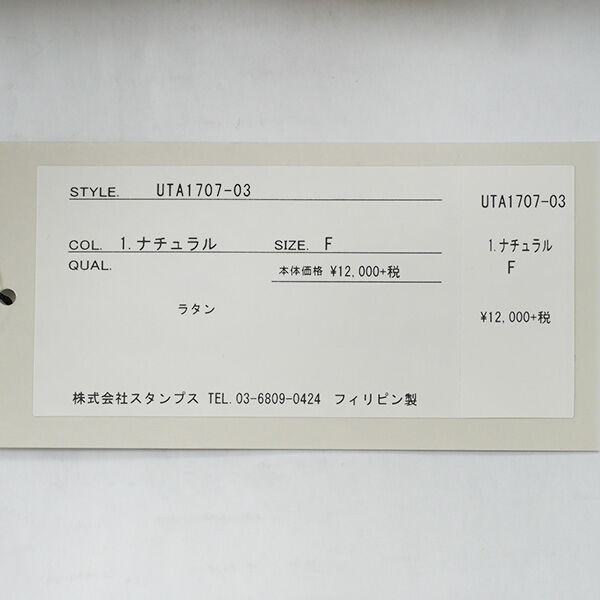 STYLE. UTA1707-03
COL. 1.ナチュラル SIZE. F
QUAL. 本体価格 ¥12,000+税
ラタン
株式会社スタンプス TEL.03-6809-0424 フィリピン製
UTA1707-03
1.ナチュラル
F
¥12,000+税